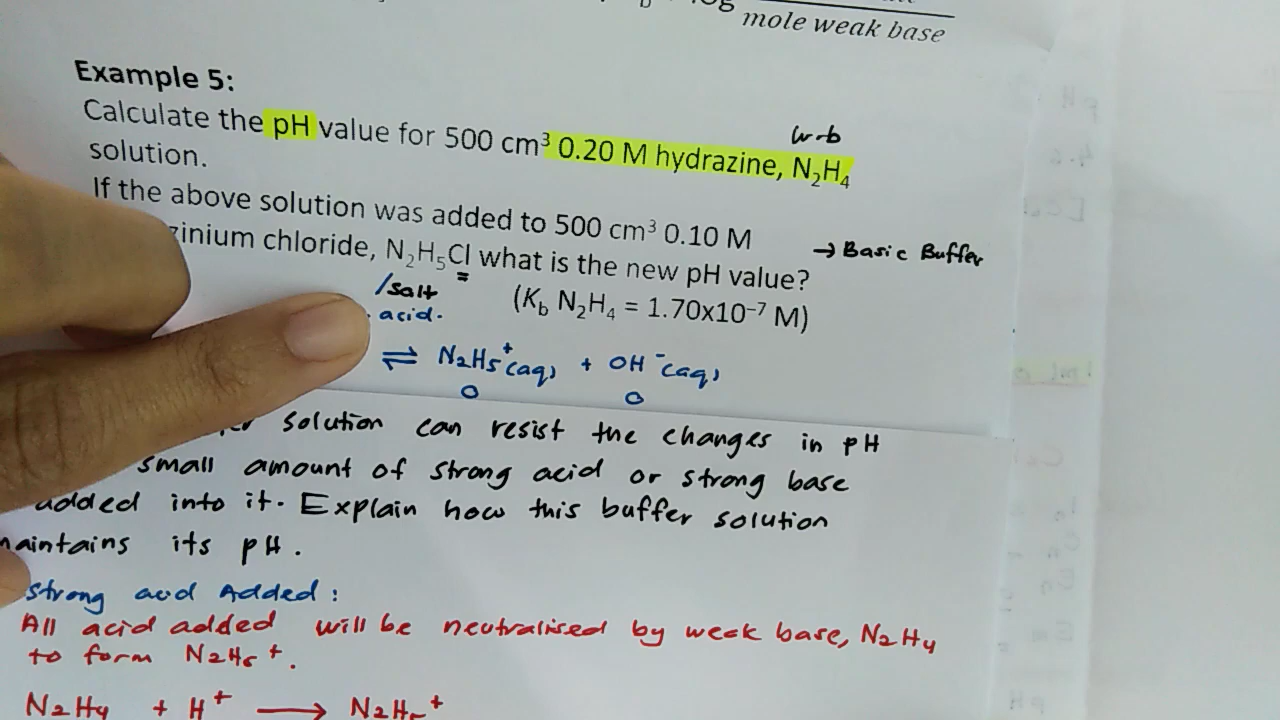 mole weak base
Example 5:
Calculate the pH value for 500 cm³ 0.20 M hydrazine, N₂H₄
w.b
solution.
If the above solution was added to 500 cm³ 0.10 M
zinium chloride, N₂H₅Cl what is the new pH value?
→ Basic Buffer
/salt
acid.
(K_b N₂H₄ = 1.70x10⁻⁷ M)
⇌ N₂H₅⁺(aq) + OH⁻(aq)
O O
solution can resist the changes in pH
small amount of strong acid or strong base
added into it. Explain how this buffer solution
aintains its pH.
strong acid Added :
All acid added will be neutralised by weak base, N₂H₄
to form N₂H₅⁺.
N₂H₄ + H⁺ ⟶ N₂H₅⁺